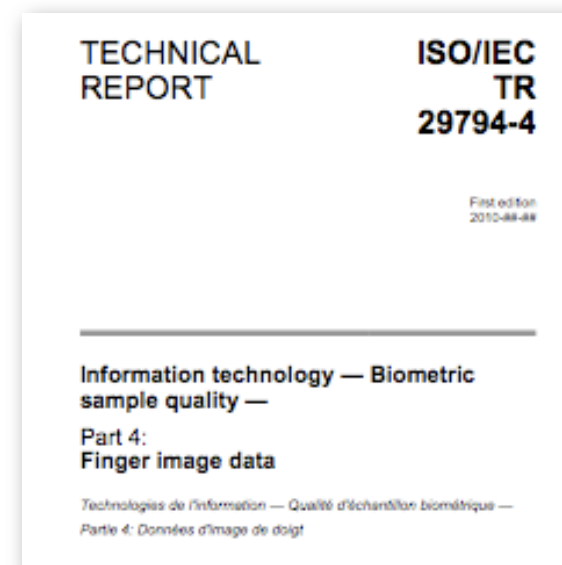 TECHNICAL
REPORT
ISO/IEC
TR
29794-4
First edition
2010-##-##
Information technology — Biometric
sample quality —
Part 4:
Finger image data
Technologies de l'information — Qualité d'échantillon biométrique —
Partie 4: Données d'image de doigt